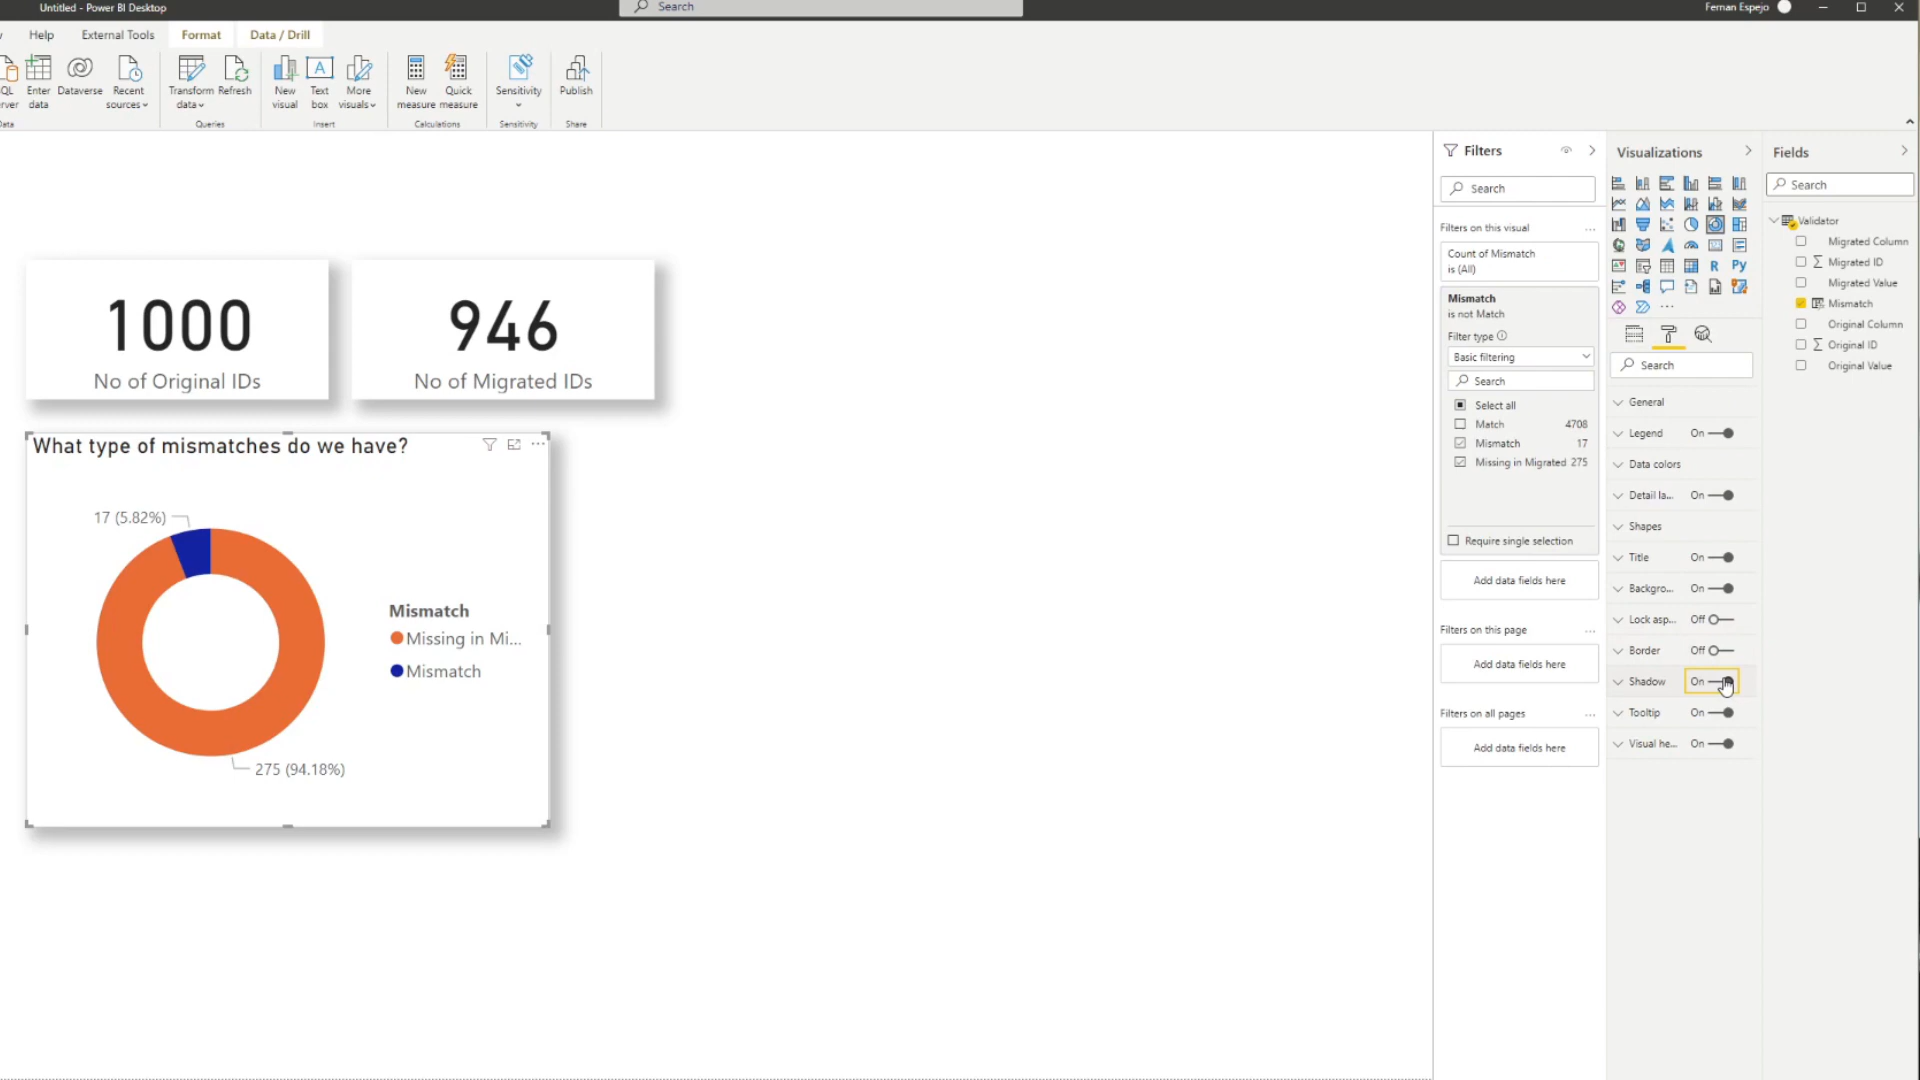 Untitled - Power BI Desktop
Search
Fernan Espejo
Help
External Tools
Format
Data / Drill
Enter data
Dataverse
Recent sources
Transform data
Refresh
New visual
Text box
More visuals
New measure
Quick measure
Sensitivity
Publish
Queries
Insert
Calculations
Sensitivity
Share
1000
No of Original IDs
946
No of Migrated IDs
What type of mismatches do we have?
17 (5.82%)
275 (94.18%)
Mismatch
Missing in Mi...
Mismatch
Filters
Search
Filters on this visual
Count of Mismatch
is (All)
Mismatch
is not Match
Filter type
Basic filtering
Search
Select all
Match 4708
Mismatch 17
Missing in Migrated 275
Require single selection
Add data fields here
Filters on this page
Add data fields here
Filters on all pages
Add data fields here
Visualizations
R
Py
Search
General
Legend On
Data colors
Detail la... On
Shapes
Title On
Backgro... On
Lock asp... Off
Border Off
Shadow On
Tooltip On
Visual he... On
Fields
Search
Validator
Migrated Column
Migrated ID
Migrated Value
Mismatch
Original Column
Original ID
Original Value